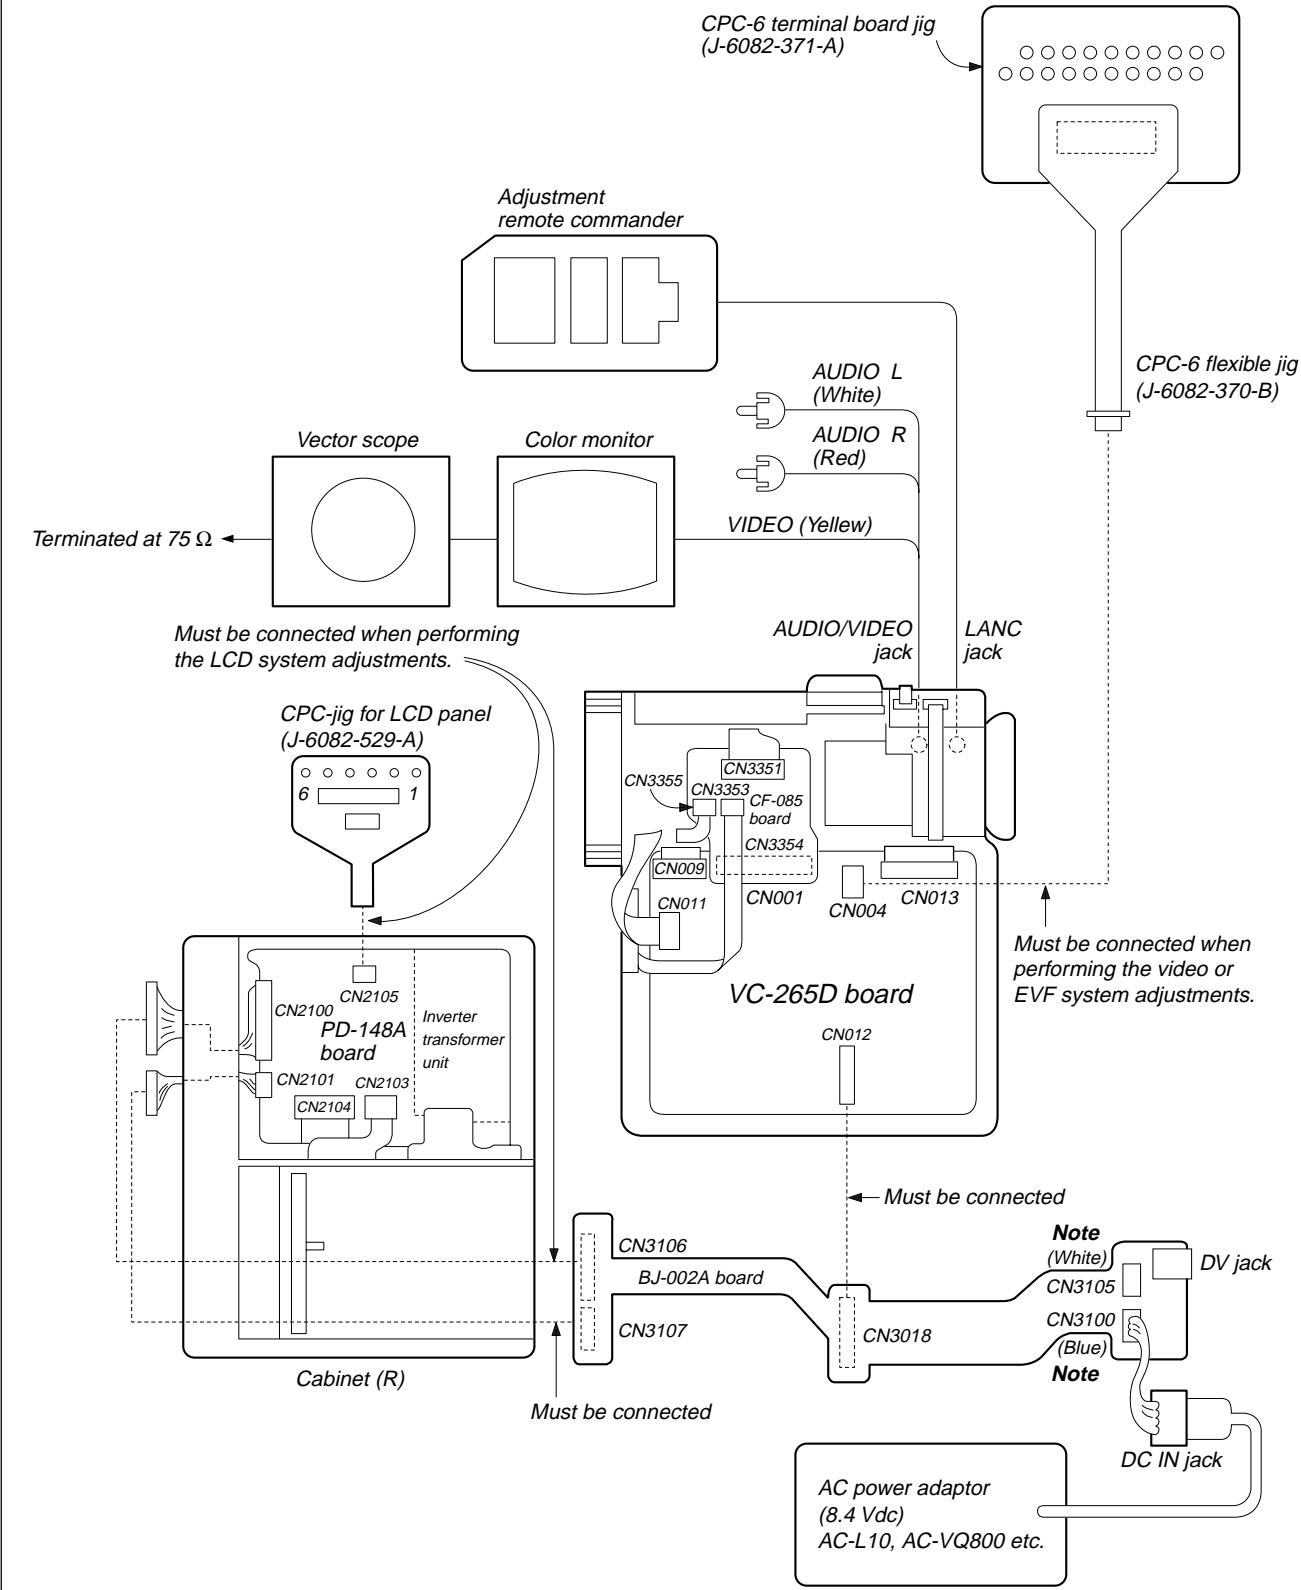 CPC-6 terminal board jig
(J-6082-371-A)
Adjustment
remote commander
CPC-6 flexible jig
(J-6082-370-B)
AUDIO L
(White)
AUDIO R
(Red)
Vector scope
Color monitor
VIDEO (Yellew)
Terminated at 75 Ω
Must be connected when performing
the LCD system adjustments.
AUDIO/VIDEO
jack
LANC
jack
CPC-jig for LCD panel
(J-6082-529-A)
6
1
CN3351
CN3355
CN3353
CF-085
board
CN3354
CN009
CN001
CN004
CN013
CN011
Must be connected when
performing the video or
EVF system adjustments.
VC-265D board
CN012
CN2105
CN2100
PD-148A
board
Inverter
transformer
unit
CN2101
CN2103
CN2104
Must be connected
Note
(White)
DV jack
CN3106
BJ-002A board
CN3105
CN3107
CN3018
CN3100
(Blue)
Note
Cabinet (R)
Must be connected
DC IN jack
AC power adaptor
(8.4 Vdc)
AC-L10, AC-VQ800 etc.